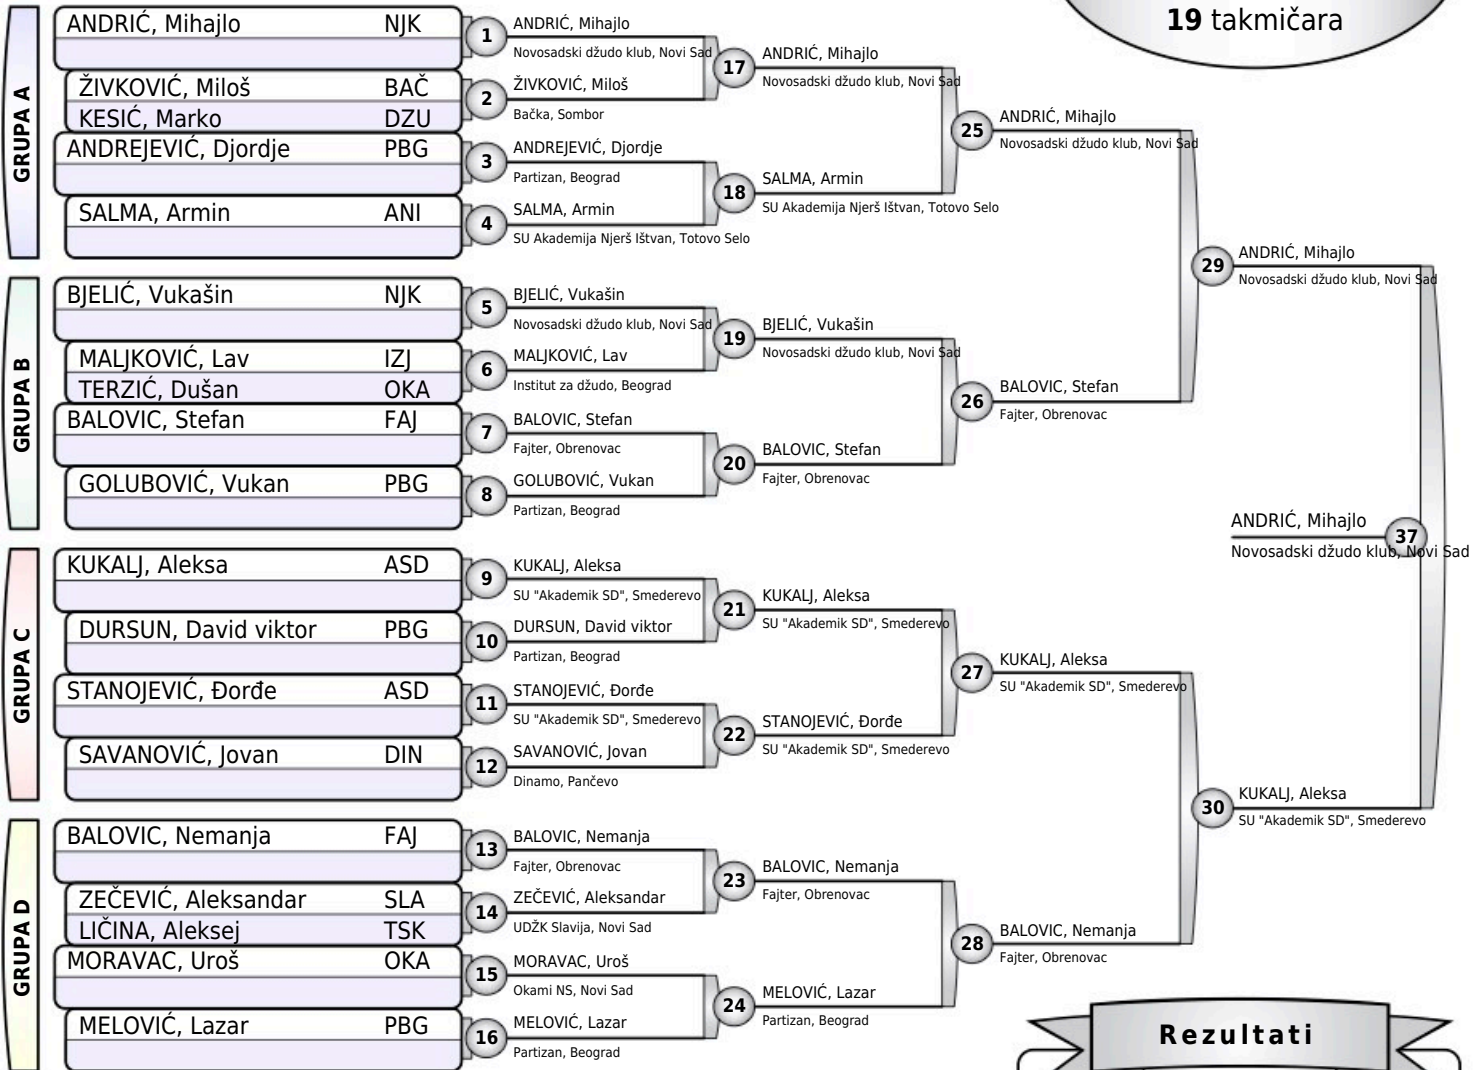 19 takmičara
GRUPA A
ANDRIĆ, Mihajlo NJK
ŽIVKOVIĆ, Miloš BAČ
KESIĆ, Marko DZU
ANDREJEVIĆ, Djordje PBG
SALMA, Armin ANI
GRUPA B
BJELIĆ, Vukašin NJK
MALJKOVIĆ, Lav IZJ
TERZIĆ, Dušan OKA
BALOVIC, Stefan FAJ
GOLUBOVIĆ, Vukan PBG
GRUPA C
KUKALJ, Aleksa ASD
DURSUN, David viktor PBG
STANOJEVIĆ, Đorđe ASD
SAVANOVIĆ, Jovan DIN
GRUPA D
BALOVIC, Nemanja FAJ
ZEČEVIĆ, Aleksandar SLA
LIČINA, Aleksej TSK
MORAVAC, Uroš OKA
MELOVIĆ, Lazar PBG
1 ANDRIĆ, Mihajlo
Novosadski džudo klub, Novi Sad
2 ŽIVKOVIĆ, Miloš
Bačka, Sombor
3 ANDREJEVIĆ, Djordje
Partizan, Beograd
4 SALMA, Armin
SU Akademija Njerš Ištvan, Totovo Selo
5 BJELIĆ, Vukašin
Novosadski džudo klub, Novi Sad
6 MALJKOVIĆ, Lav
Institut za džudo, Beograd
7 BALOVIC, Stefan
Fajter, Obrenovac
8 GOLUBOVIĆ, Vukan
Partizan, Beograd
9 KUKALJ, Aleksa
SU "Akademik SD", Smederevo
10 DURSUN, David viktor
Partizan, Beograd
11 STANOJEVIĆ, Đorđe
SU "Akademik SD", Smederevo
12 SAVANOVIĆ, Jovan
Dinamo, Pančevo
13 BALOVIC, Nemanja
Fajter, Obrenovac
14 ZEČEVIĆ, Aleksandar
UDŽK Slavija, Novi Sad
15 MORAVAC, Uroš
Okami NS, Novi Sad
16 MELOVIĆ, Lazar
Partizan, Beograd
17 ANDRIĆ, Mihajlo
Novosadski džudo klub, Novi Sad
18 SALMA, Armin
SU Akademija Njerš Ištvan, Totovo Selo
19 BJELIĆ, Vukašin
Novosadski džudo klub, Novi Sad
20 BALOVIC, Stefan
Fajter, Obrenovac
21 KUKALJ, Aleksa
SU "Akademik SD", Smederevo
22 STANOJEVIĆ, Đorđe
SU "Akademik SD", Smederevo
23 BALOVIC, Nemanja
Fajter, Obrenovac
24 MELOVIĆ, Lazar
Partizan, Beograd
25 ANDRIĆ, Mihajlo
Novosadski džudo klub, Novi Sad
26 BALOVIC, Stefan
Fajter, Obrenovac
27 KUKALJ, Aleksa
SU "Akademik SD", Smederevo
28 BALOVIC, Nemanja
Fajter, Obrenovac
29 ANDRIĆ, Mihajlo
Novosadski džudo klub, Novi Sad
30 KUKALJ, Aleksa
SU "Akademik SD", Smederevo
ANDRIĆ, Mihajlo 37
Novosadski džudo klub, Novi Sad
Rezultati